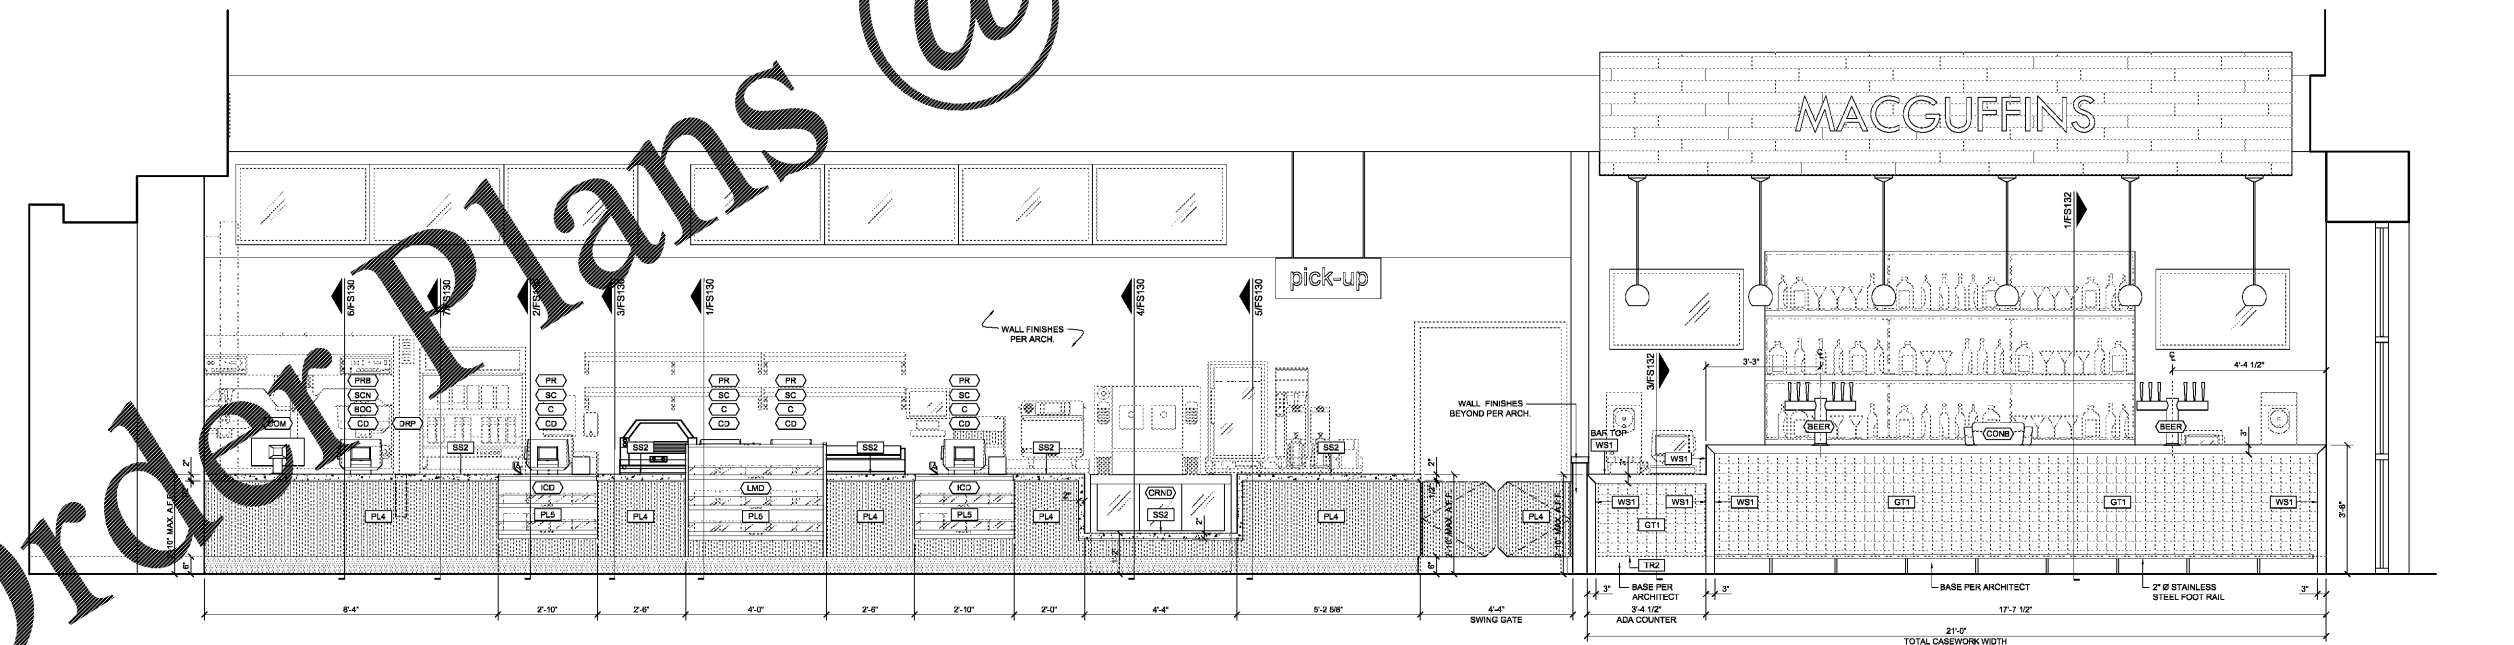 Order Plans @
MACGUFFINS
pick-up
1/FS132
6/FS130
7/FS130
3/FS130
1/FS130
4/FS130
5/FS130
3/FS132
WALL FINISHES
PER ARCH.
3'-3"
4'-4 1/2"
WALL FINISHES
BEYOND PER ARCH.
PRB
SCN
BOC
CD
DRP
PR
SC
C
CD
PR
SC
C
CD
PR
SC
C
CD
PR
SC
C
CD
BAR TOP
WS1
WS1
BEER
CONB
BEER
SS2
SS2
SS2
SS2
SS2
2"
2"
3"
ICD
LMD
ICD
CRND
SS2
PL4
PL5
PL4
PL5
PL4
PL5
PL4
PL4
PL4
WS1
WS1
WS1
GT1
GT1
WS1
GT1
TR2
3'-8"
2"
2"
6"
6"
3"
BASE PER
ARCHITECT
3"
BASE PER ARCHITECT
2" Ø STAINLESS
STEEL FOOT RAIL
3"
8'-4"
2'-10"
2'-6"
4'-0"
2'-6"
2'-10"
2'-0"
4'-4"
5'-2 5/8"
4'-4"
SWING GATE
3'-4 1/2"
ADA COUNTER
17'-7 1/2"
21'-0"
TOTAL CASEWORK WIDTH